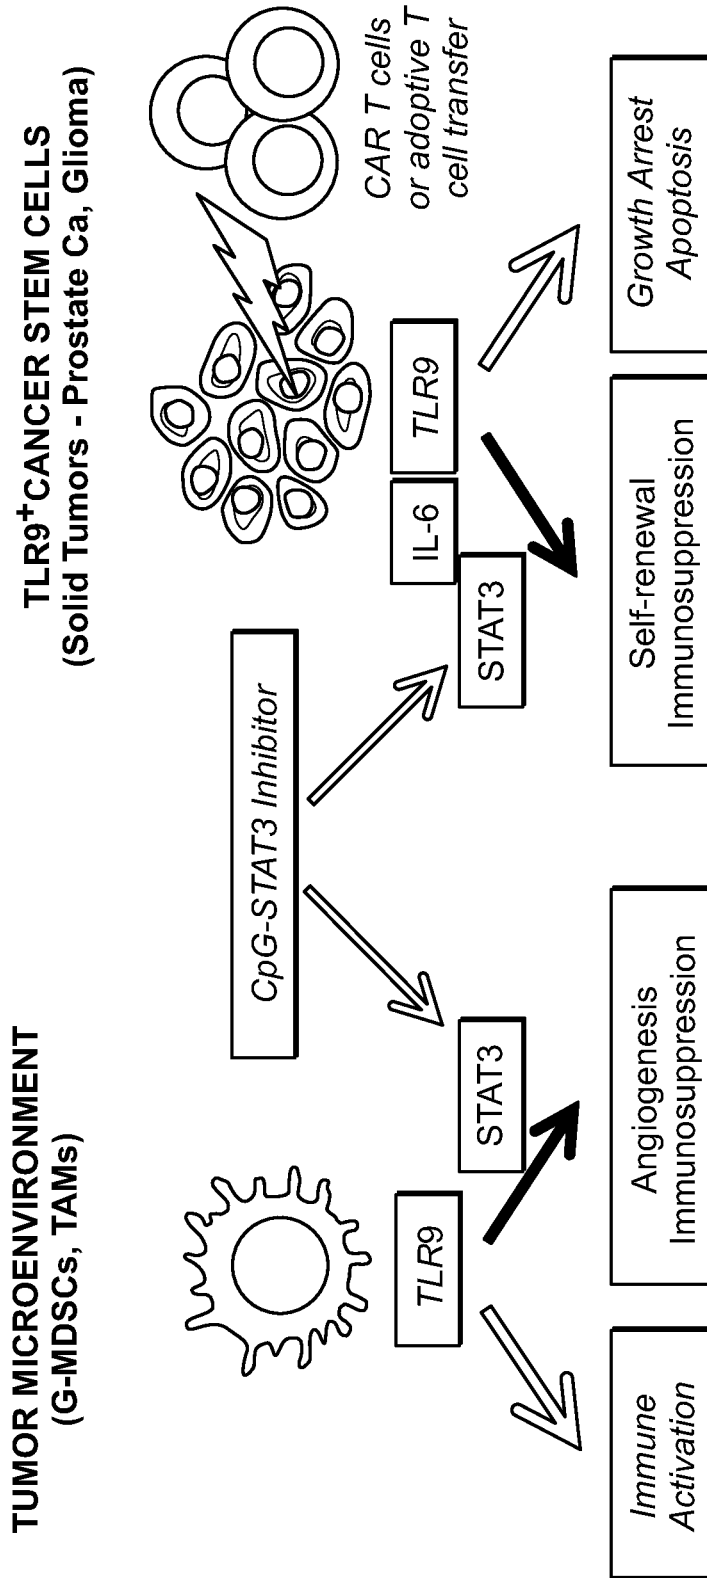 TUMOR MICROENVIRONMENT
(G-MDSCs, TAMs)
TLR9⁺CANCER STEM CELLS
(Solid Tumors - Prostate Ca, Glioma)
CpG-STAT3 Inhibitor
CAR T cells
or adoptive T
cell transfer
TLR9
STAT3
STAT3
IL-6
TLR9
Immune
Activation
Angiogenesis
Immunosuppression
Self-renewal
Immunosuppression
Growth Arrest
Apoptosis